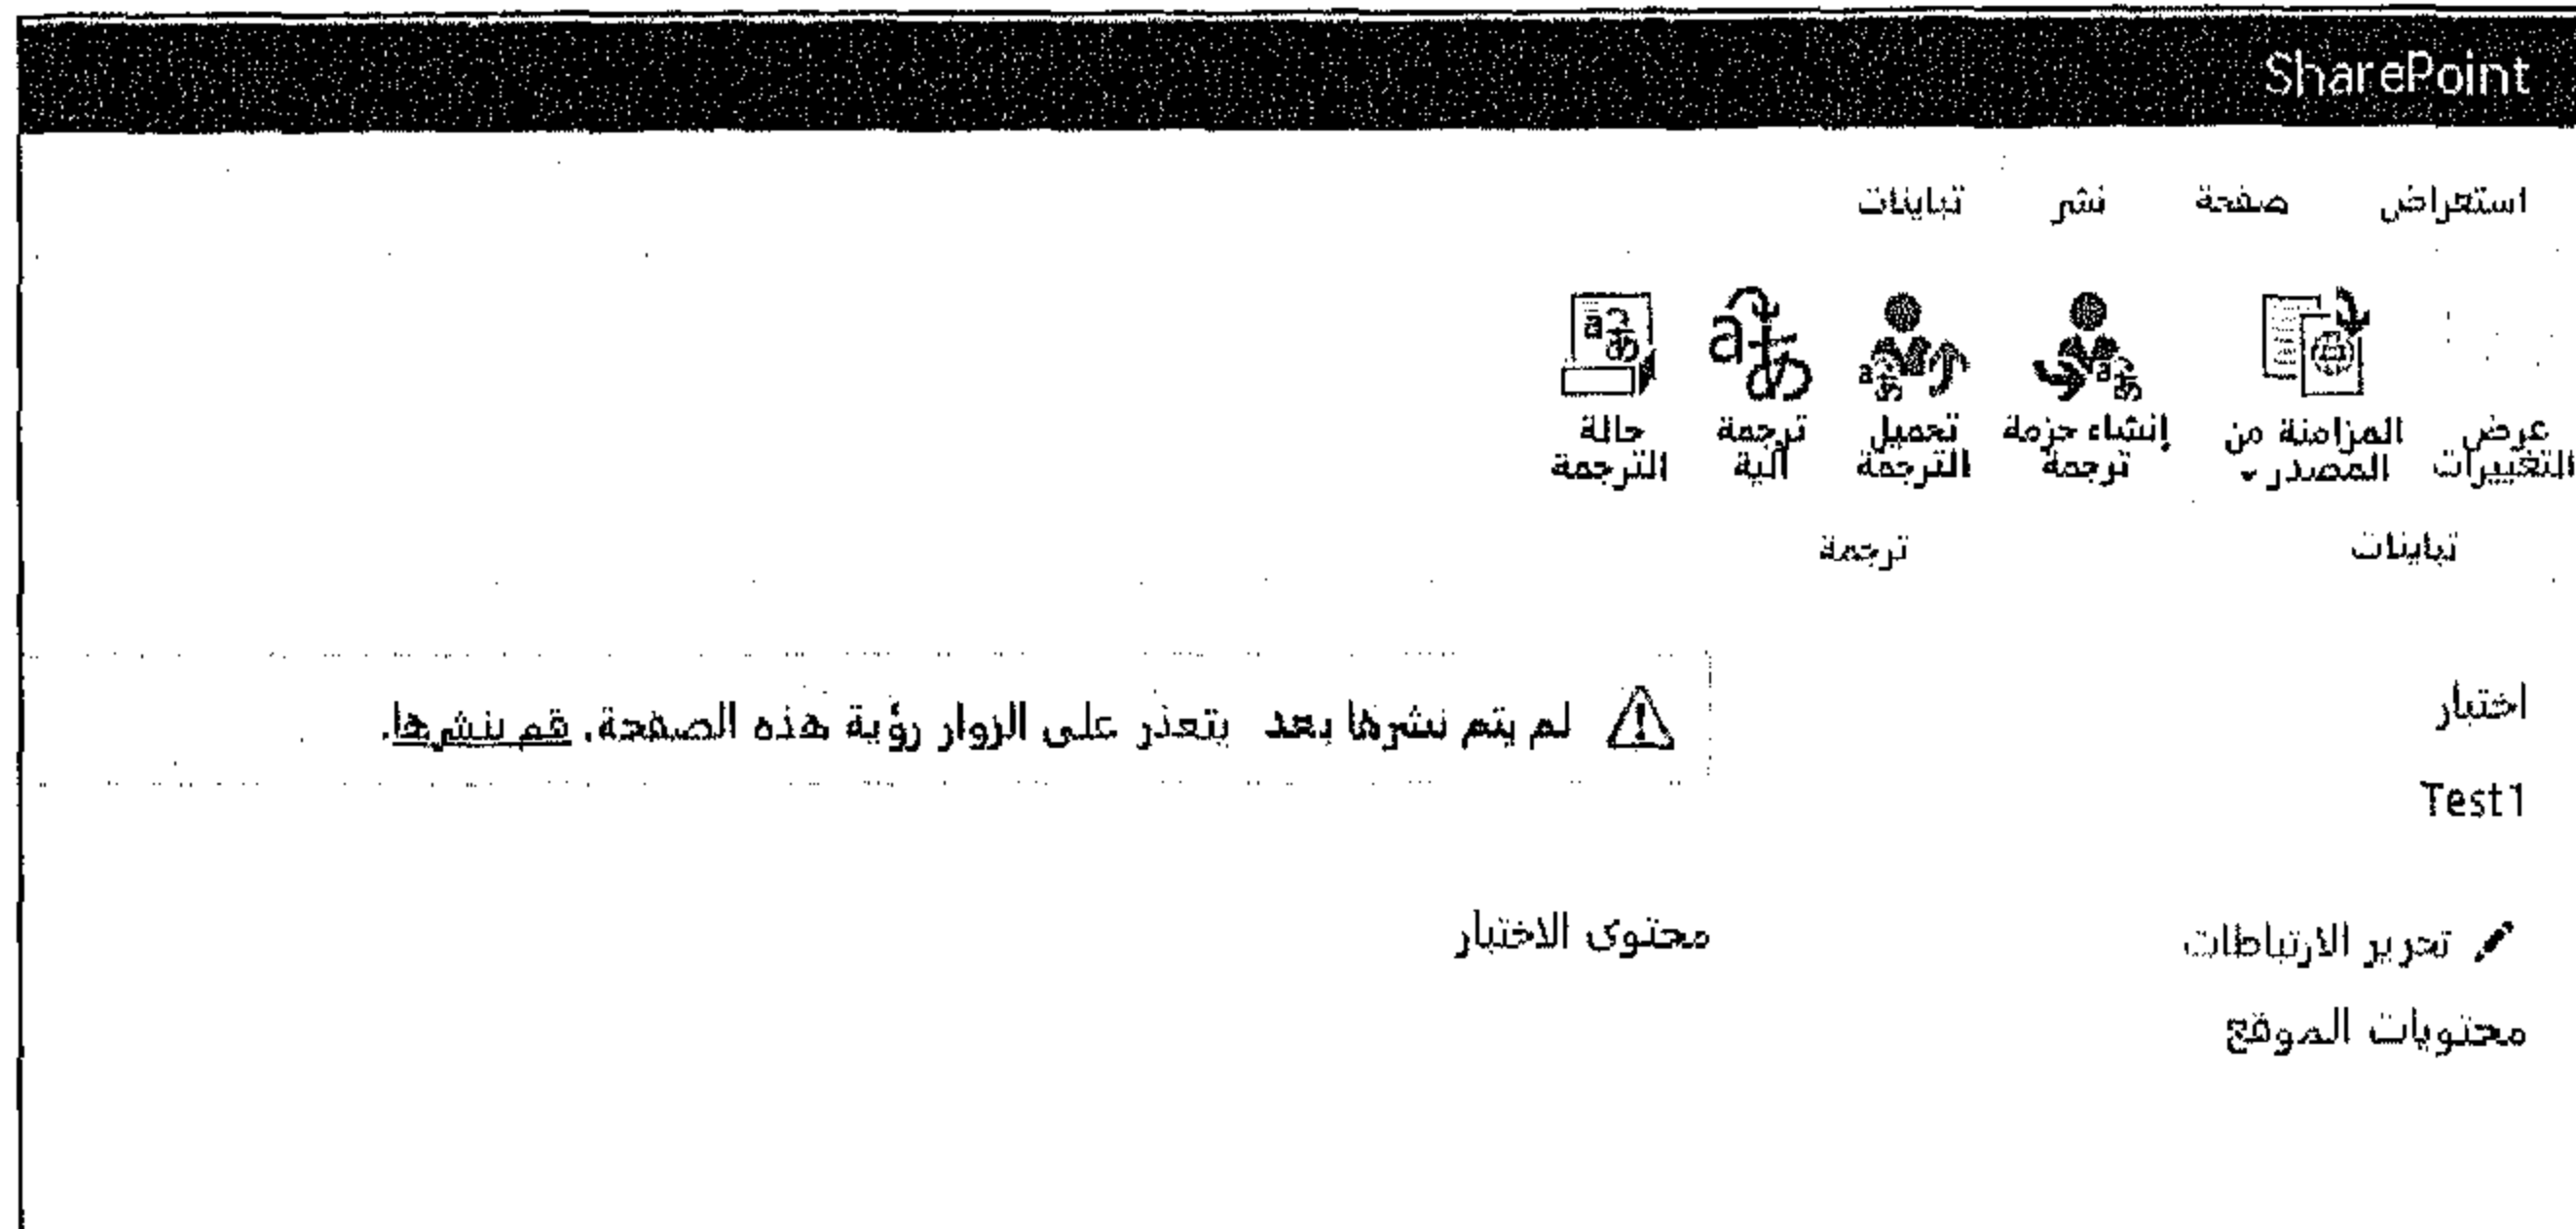 SharePoint
استعراض صفحة نشر تباينات
عرض التغييرات
المزامنة من المصدر
إنشاء حزمة ترجمة
تحميل الترجمة
ترجمة آلية
حالة الترجمة
تباينات ترجمة
اختبار
لم يتم نشرها بعد يتعذر على الزوار رؤية هذه الصفحة. قم بنشرها.
Test1
تحرير الارتباطات
محتوى الاختبار
محتويات الموقع